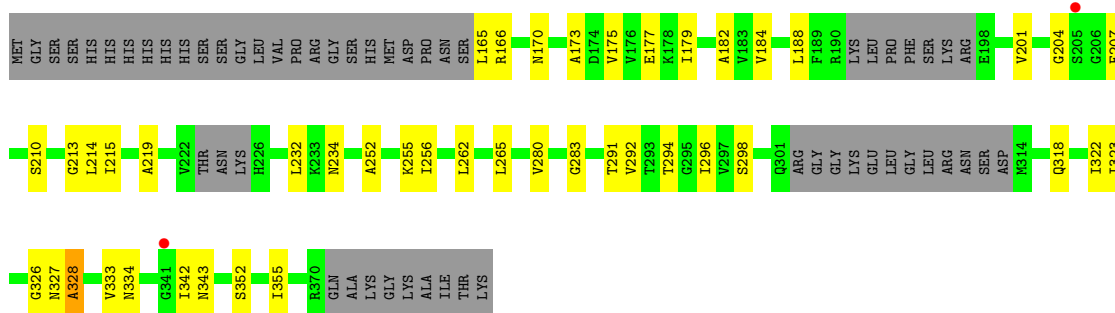 MET GLY SER SER HIS HIS HIS HIS HIS HIS SER SER GLY LEU VAL PRO ARG GLY SER HIS MET ASP PRO ASN SER L165 R166 N170 A173 D174 V175 V176 E177 K178 I179 A182 V183 V184 L188 F189 R190 LYS LEU PRO PHE SER LYS ARG E198 V201 G204 S205 G206
S210 G213 L214 I215 A219 V222 THR ASN LYS H226 L232 K233 N234 A252 K255 I256 L262 L265 V280 G283 T291 V292 T293 T294 G295 I296 V297 S298 Q301 ARG GLY GLY LYS GLU LEU GLY LEU ARG ASN SER ASP M314 Q318 I322
G326 N327 A328 V333 N334 G341 I342 N343 S352 I355 R370 GLN ALA LYS GLY LYS ALA ILE THR LYS